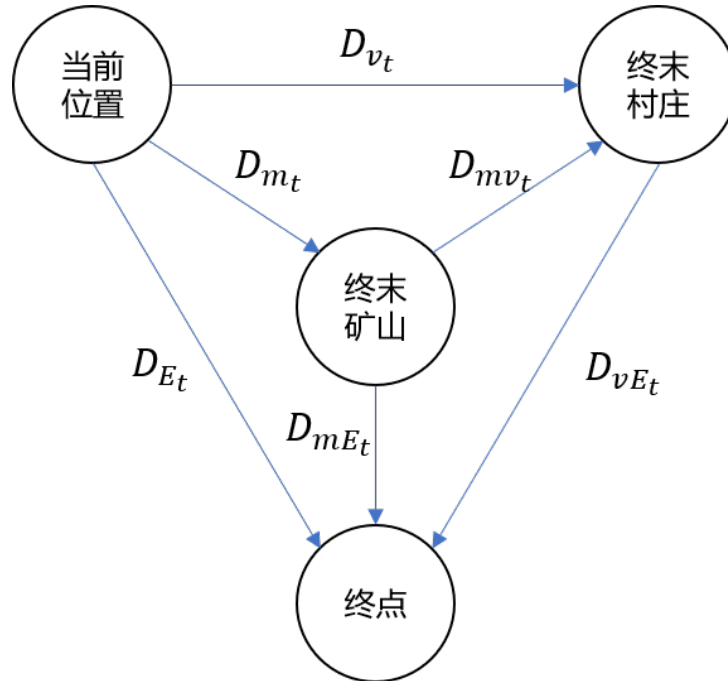 当前
位置
D_{v_t}
终末
村庄
D_{m_t}
D_{mv_t}
终末
矿山
D_{E_t}
D_{vE_t}
D_{mE_t}
终点